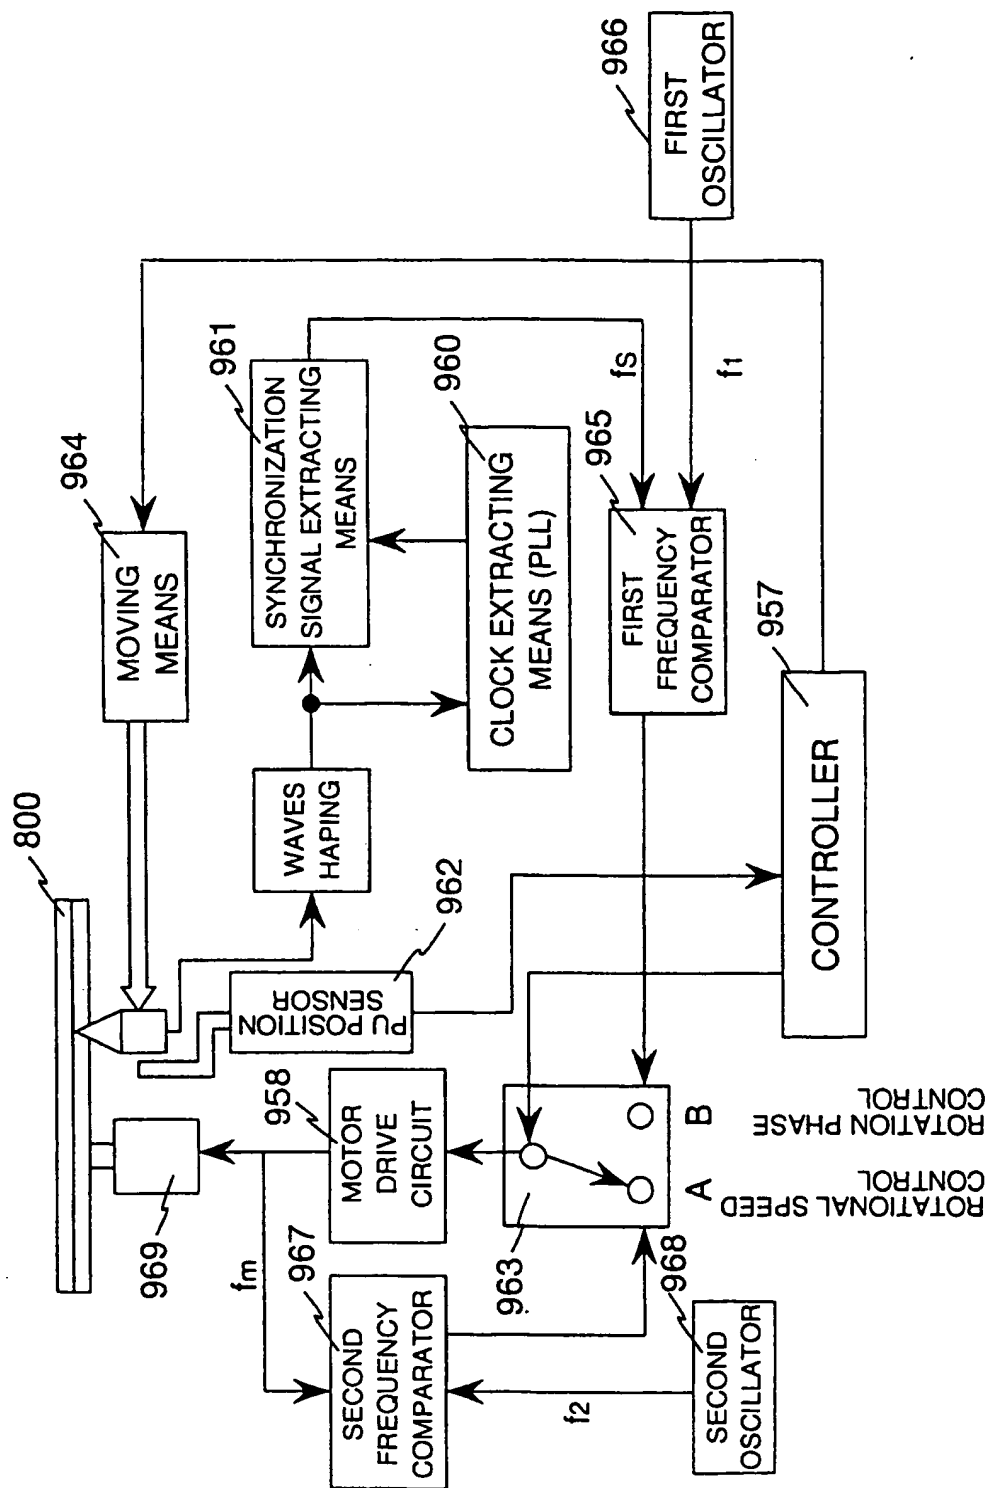 800
964
MOVING
MEANS
961
SYNCHRONIZATION
SIGNAL EXTRACTING
MEANS
960
CLOCK EXTRACTING
MEANS (PLL)
WAVES
HAPING
962
PU POSITION
SENSOR
969
fm
958
MOTOR
DRIVE
CIRCUIT
967
SECOND
FREQUENCY
COMPARATOR
f2
968
SECOND
OSCILLATOR
963
A
B
ROTATIONAL SPEED
CONTROL
ROTATION PHASE
CONTROL
fs
f1
965
FIRST
FREQUENCY
COMPARATOR
966
FIRST
OSCILLATOR
957
CONTROLLER